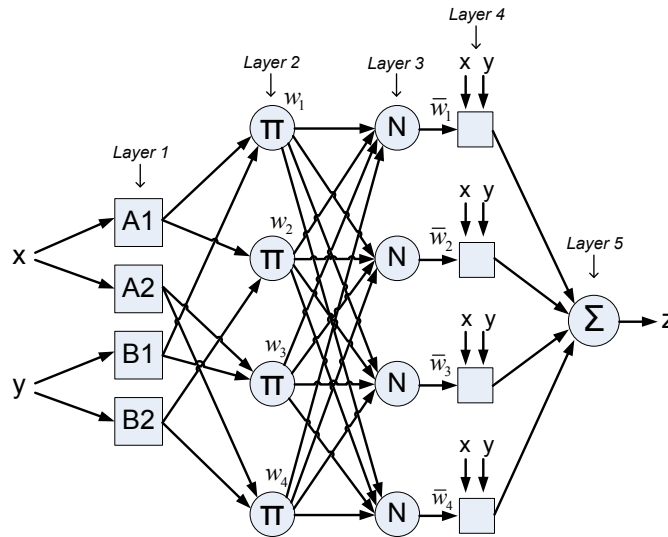 Layer 4
Layer 2
Layer 3
x y
w₁
w̅₁
Π
N
Layer 1
A1
x y
w₂
w̅₂
Layer 5
x
Π
N
A2
Σ
z
x y
B1
w₃
w̅₃
y
Π
N
B2
x y
w₄
w̅₄
Π
N